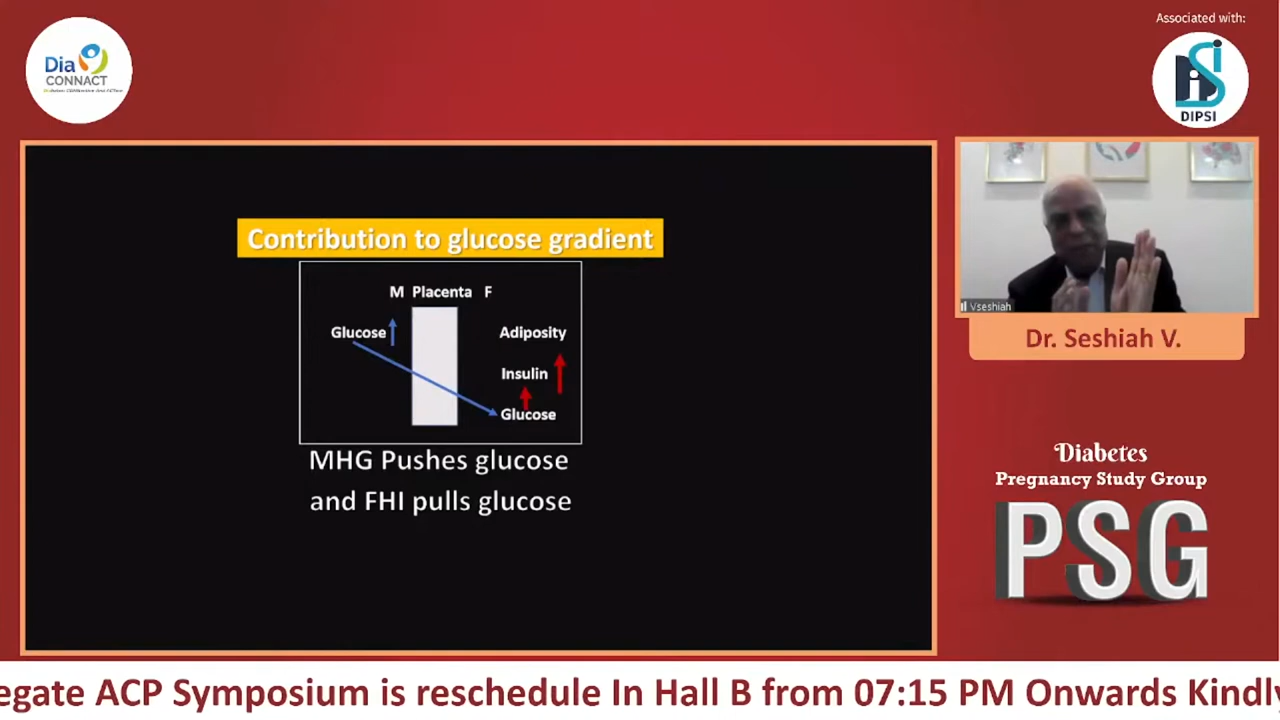 Dia
CONNACT
Associated with:
DIPSI
Contribution to glucose gradient
M Placenta F
Glucose
Adiposity
Insulin
Glucose
MHG Pushes glucose
and FHI pulls glucose
Vseshiah
Dr. Seshiah V.
Diabetes
Pregnancy Study Group
PSG
egate ACP Symposium is reschedule In Hall B from 07:15 PM Onwards Kindly